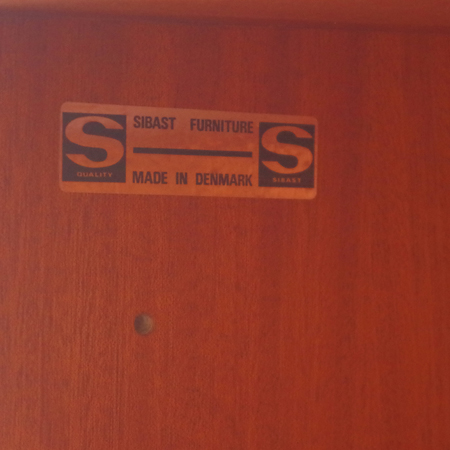 S
QUALITY
SIBAST FURNITURE
MADE IN DENMARK
S
SIBAST